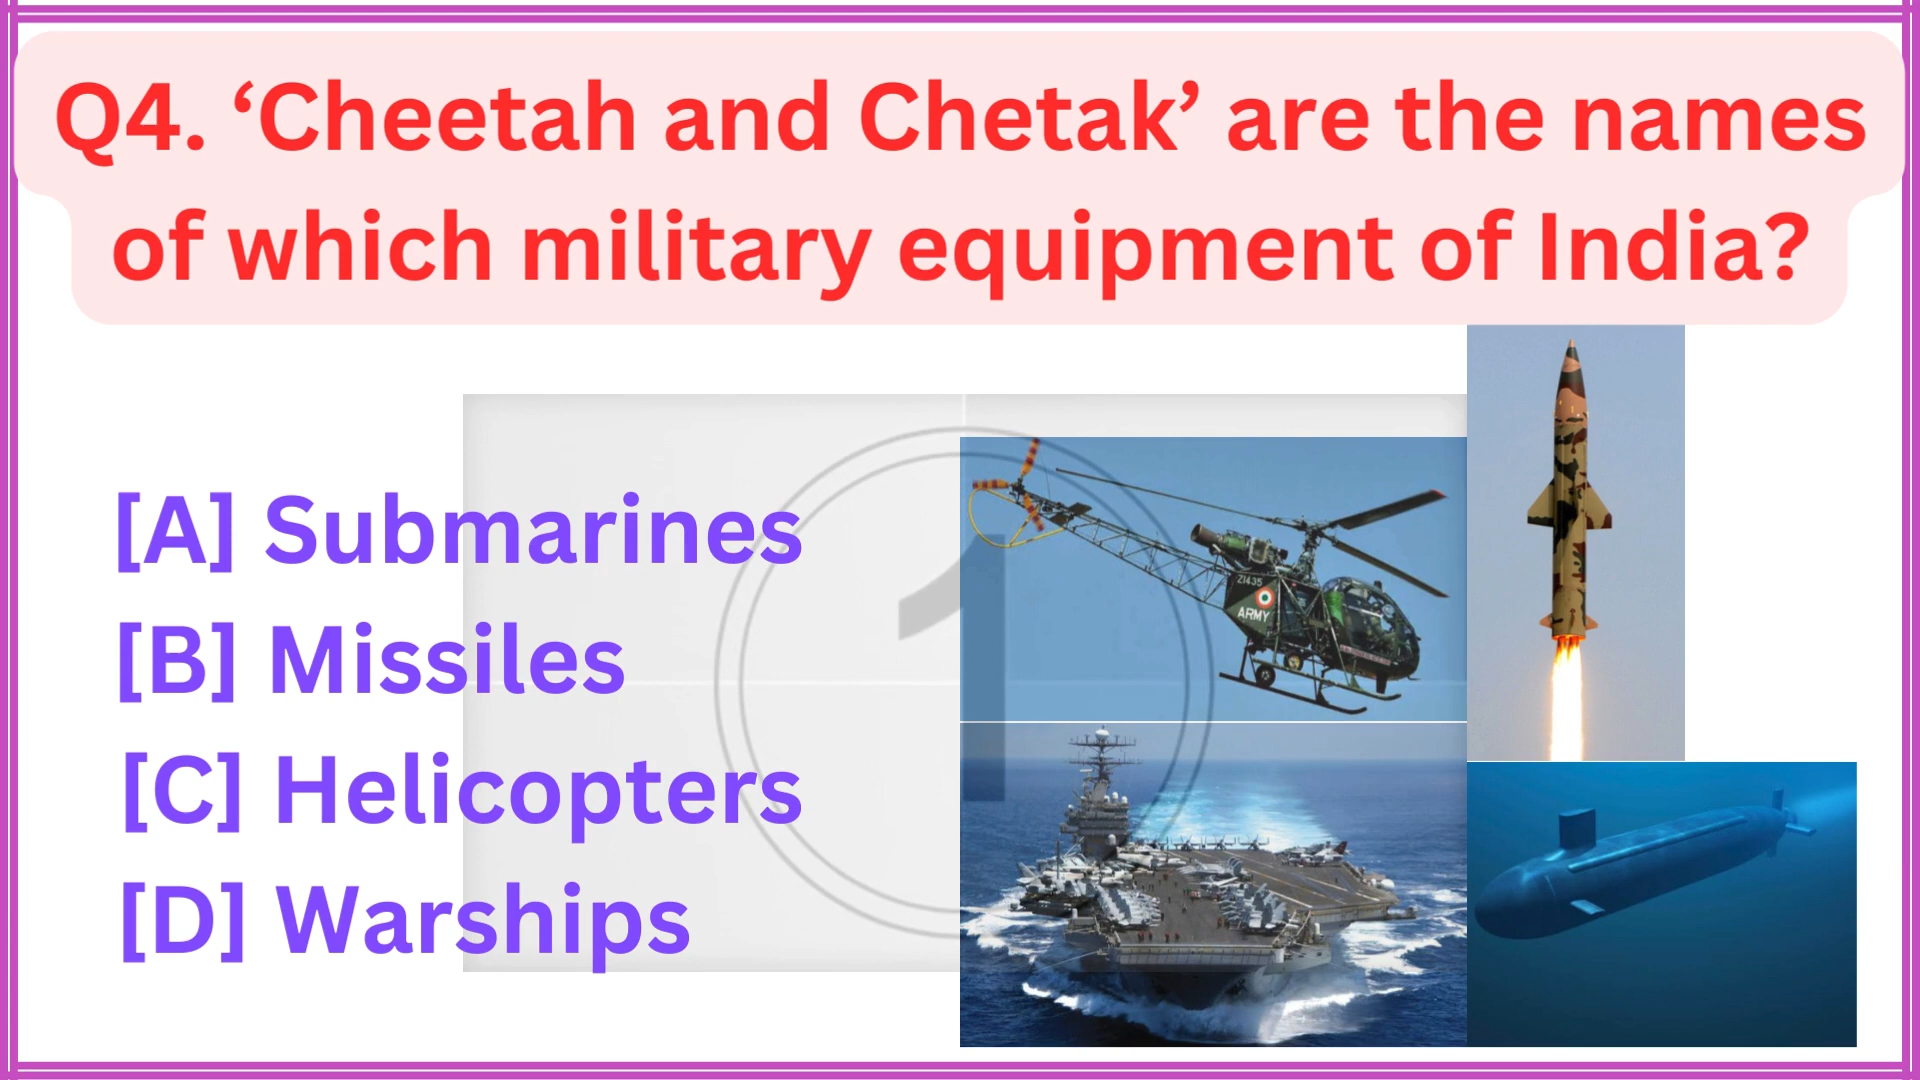 Q4. ‘Cheetah and Chetak’ are the names
of which military equipment of India?
[A] Submarines
[B] Missiles
[C] Helicopters
[D] Warships
1
Z1435
ARMY